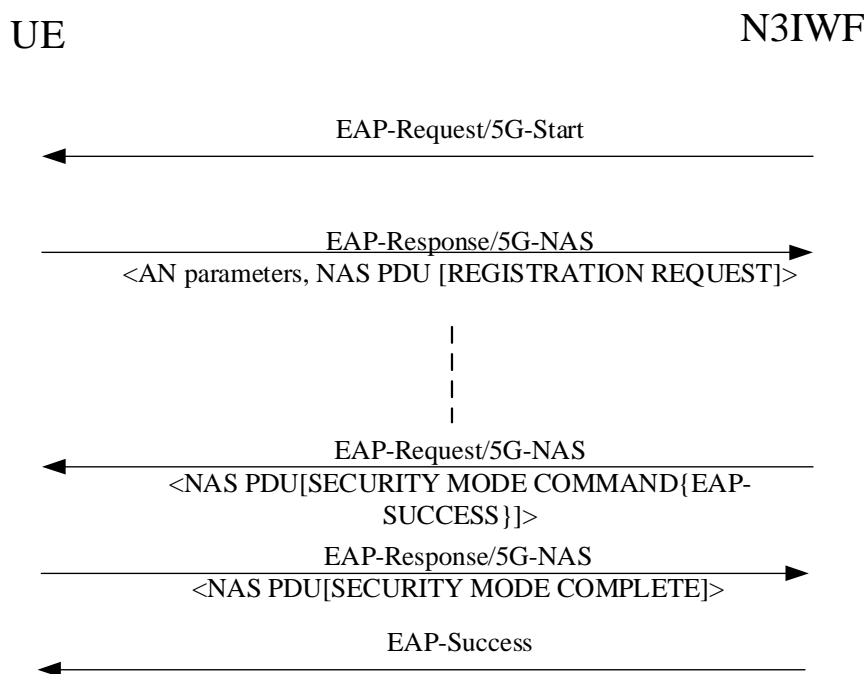 UE
N3IWF
EAP-Request/5G-Start
EAP-Response/5G-NAS
<AN parameters, NAS PDU [REGISTRATION REQUEST]>
EAP-Request/5G-NAS
<NAS PDU[SECURITY MODE COMMAND{EAP-
SUCCESS}]>
EAP-Response/5G-NAS
<NAS PDU[SECURITY MODE COMPLETE]>
EAP-Success